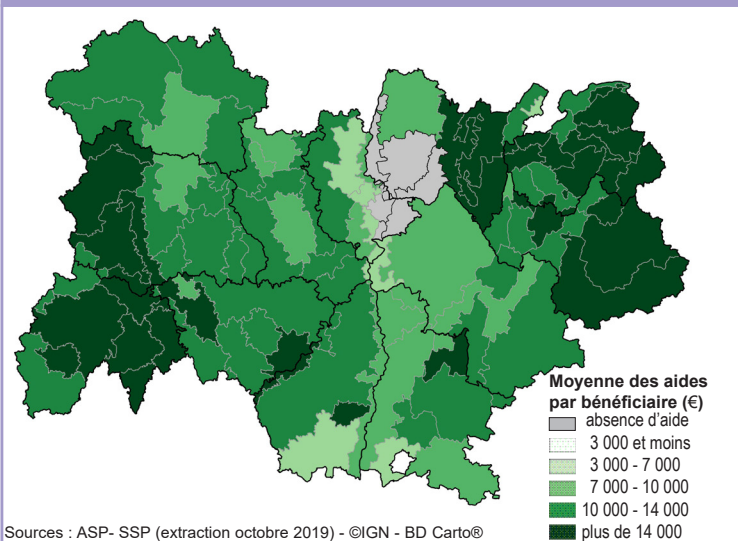 Moyenne des aides
par bénéficiaire (€)
absence d'aide
3 000 et moins
3 000 - 7 000
7 000 - 10 000
10 000 - 14 000
plus de 14 000
Sources : ASP- SSP (extraction octobre 2019) - ©IGN - BD Carto®